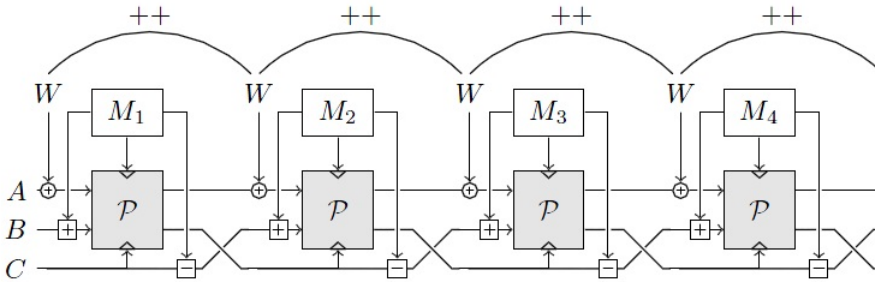 ++ ++ ++ ++
W M₁ W M₂ W M₃ W M₄
A + + + +
P P P P
B + + + +
C − − − −